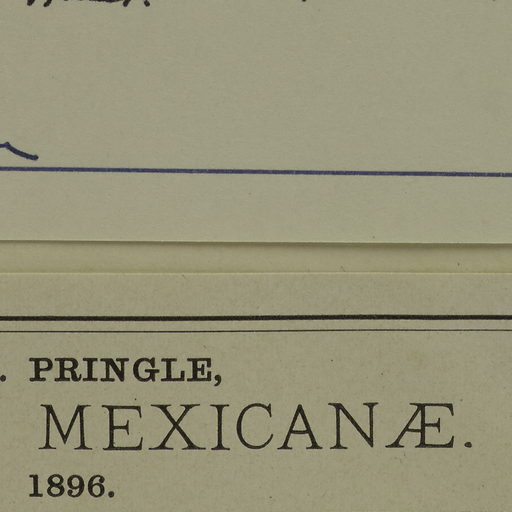 . PRINGLE,
MEXICANÆ.
1896.